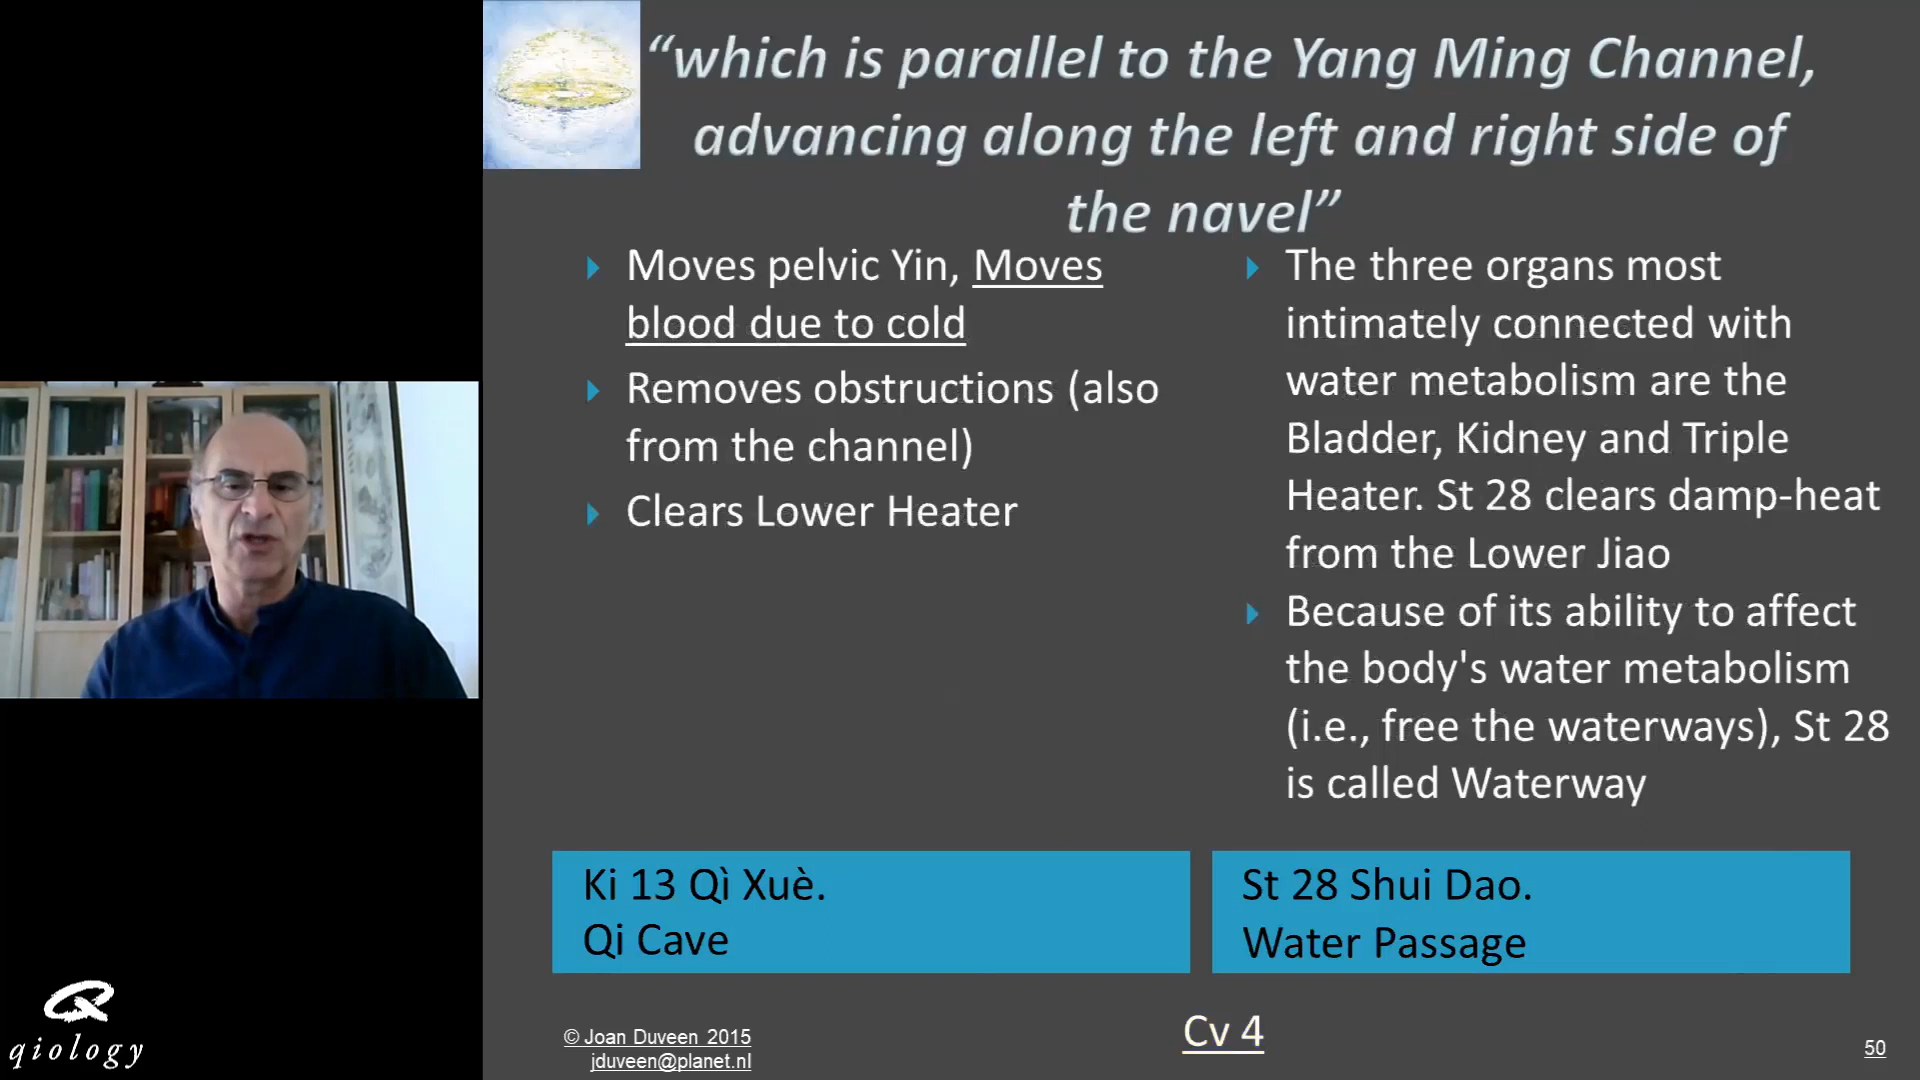 “which is parallel to the Yang Ming Channel,
advancing along the left and right side of
the navel”
Moves pelvic Yin, Moves
blood due to cold
Removes obstructions (also
from the channel)
Clears Lower Heater
The three organs most
intimately connected with
water metabolism are the
Bladder, Kidney and Triple
Heater. St 28 clears damp-heat
from the Lower Jiao
Because of its ability to affect
the body's water metabolism
(i.e., free the waterways), St 28
is called Waterway
Ki 13 Qì Xuè.
Qi Cave
St 28 Shui Dao.
Water Passage
qiology
© Joan Duveen 2015
jduveen@planet.nl
Cv 4
50